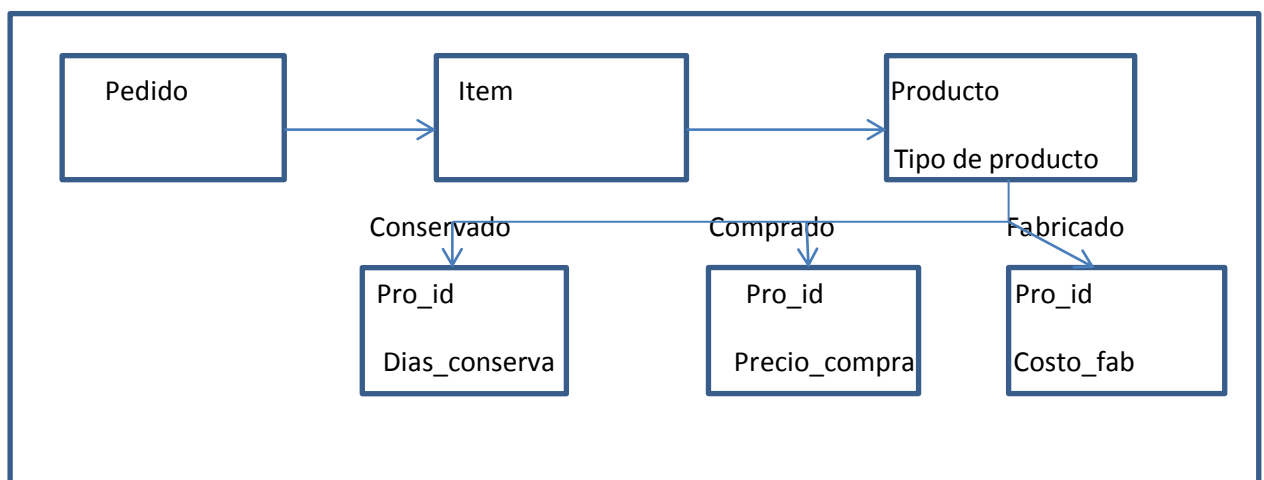 Pedido
Item
Producto
Tipo de producto
Conservado
Comprado
Fabricado
Pro_id
Dias_conserva
Pro_id
Precio_compra
Pro_id
Costo_fab